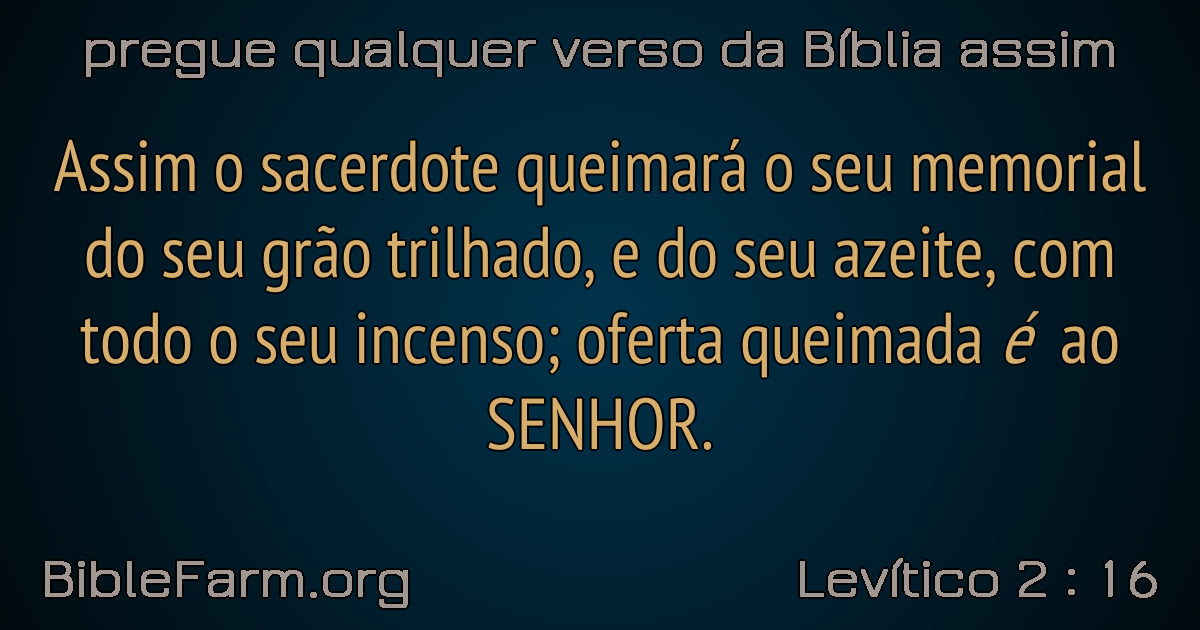 pregue qualquer verso da Bíblia assim
Assim o sacerdote queimará o seu memorial
do seu grão trilhado, e do seu azeite, com
todo o seu incenso; oferta queimada é ao
SENHOR.
BibleFarm.org
Levítico 2 : 16